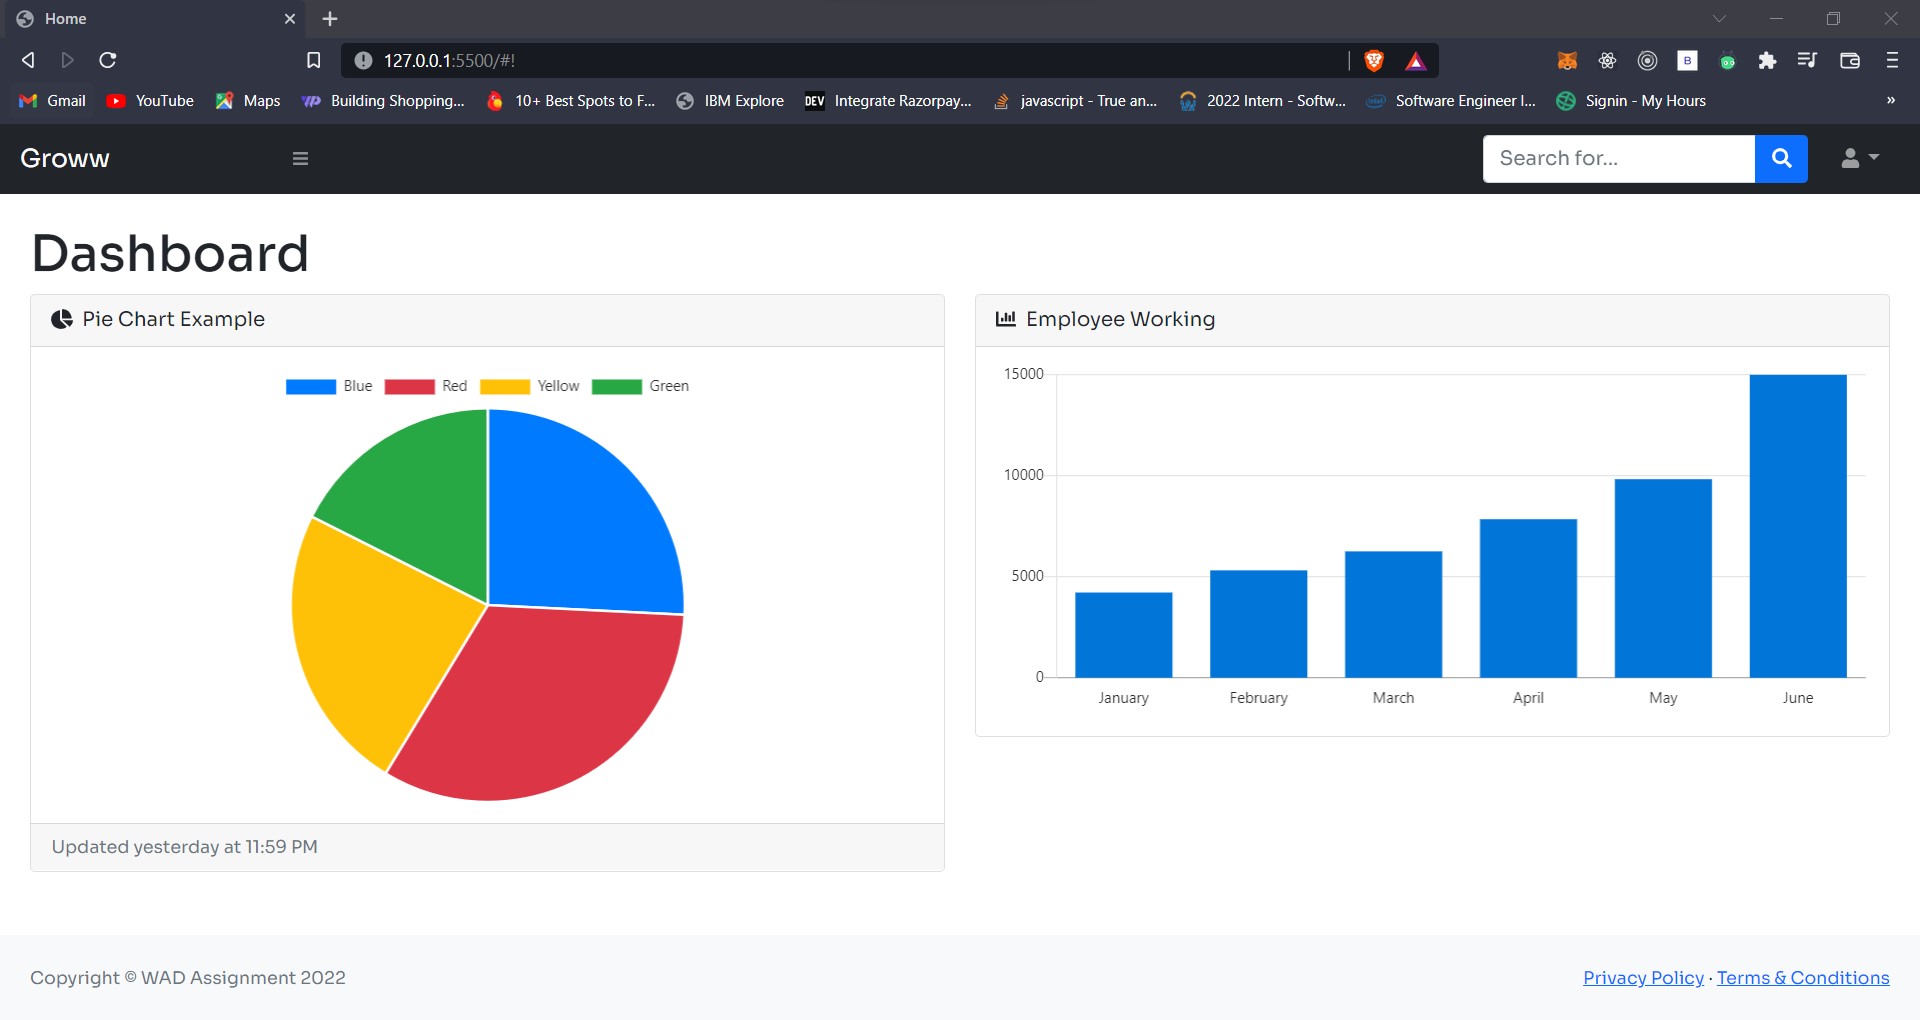 Home
127.0.0.1:5500/#!
B
Gmail YouTube Maps Building Shopping... 10+ Best Spots to F... IBM Explore DEV Integrate Razorpay... javascript - True an... 2022 Intern - Softw... Software Engineer I... Signin - My Hours »
Groww Search for...
Dashboard
Pie Chart Example
Blue Red Yellow Green
Updated yesterday at 11:59 PM
Employee Working
15000
10000
5000
0
January February March April May June
Copyright © WAD Assignment 2022 Privacy Policy · Terms & Conditions